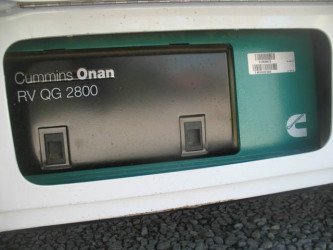 Cummins Onan
RV QG 2800